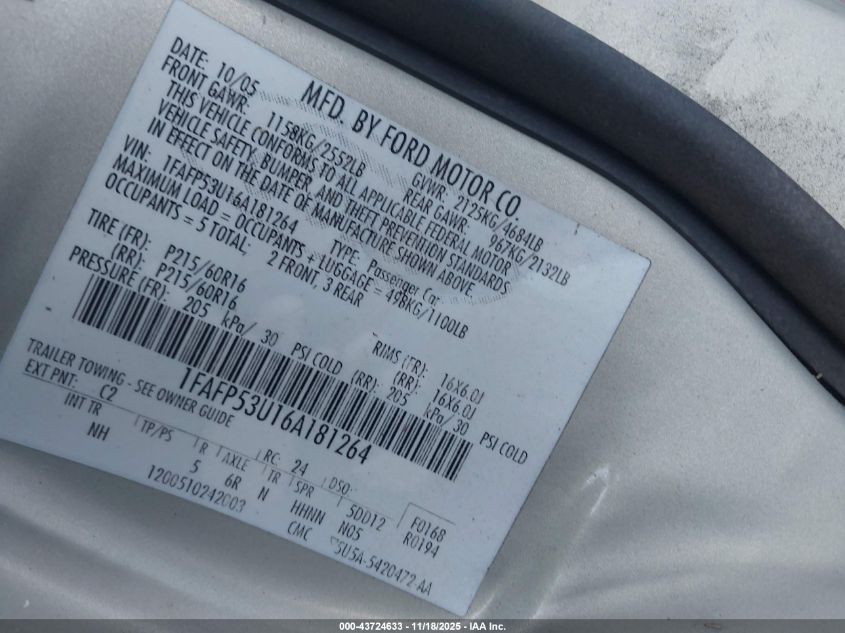 MFD. BY FORD MOTOR CO.
DATE: 10/05 GVWR: 2125KG/4684LB
FRONT GAWR: 1158KG/2552LB REAR GAWR: 967KG/2132LB
THIS VEHICLE CONFORMS TO ALL APPLICABLE FEDERAL MOTOR
VEHICLE SAFETY, BUMPER, AND THEFT PREVENTION STANDARDS
IN EFFECT ON THE DATE OF MANUFACTURE SHOWN ABOVE
VIN: 1FAFP53U16A181264 TYPE: Passenger Car
MAXIMUM LOAD = OCCUPANTS + LUGGAGE = 498KG/1100LB
OCCUPANTS = 5 TOTAL; 2 FRONT, 3 REAR
TIRE (FR): P215/60R16 RIMS (FR): 16X6.0J
(RR): P215/60R16 (RR): 16X6.0J
PRESSURE (FR): 205 kPa/ 30 PSI COLD (RR): 205 kPa/30 PSI COLD
1FAFP53U16A181264
TRAILER TOWING - SEE OWNER GUIDE
EXT PNT: C2 RC: 24 DSO: F0168
INT TR TP/PS R AXLE TR SPR 5DD12 R0194
NH 5 6R N HHNN N05
1200510242003 CMC 5U5A-5420472-AA
000-43724633 - 11/18/2025 - IAA Inc.